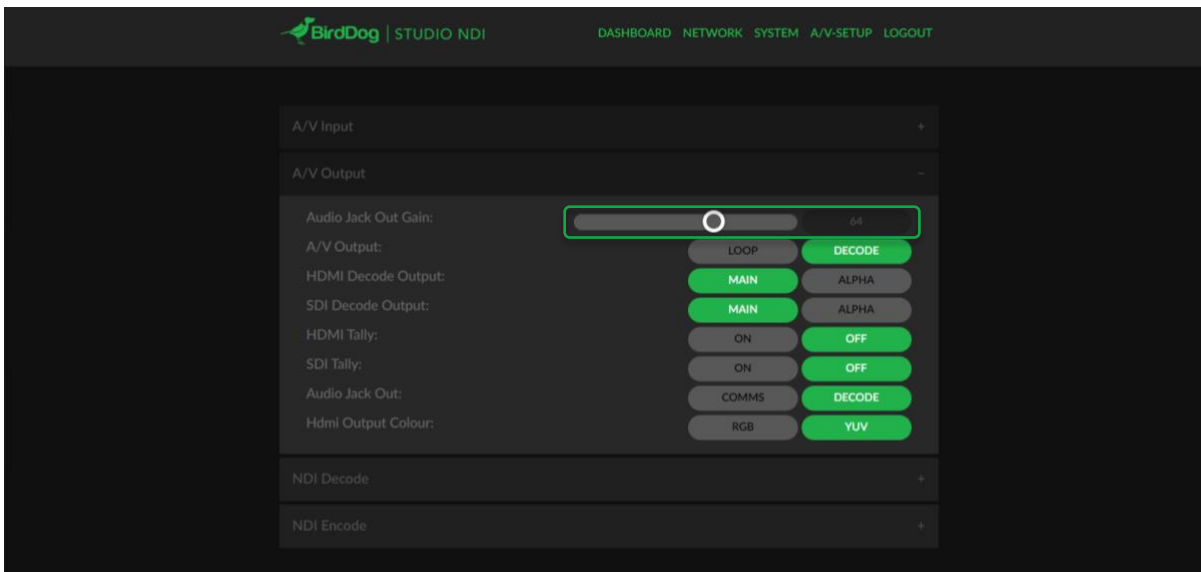 BirdDog | STUDIO NDI DASHBOARD NETWORK SYSTEM A/V-SETUP LOGOUT
A/V Input +
A/V Output -
Audio Jack Out Gain: 64
A/V Output: LOOP DECODE
HDMI Decode Output: MAIN ALPHA
SDI Decode Output: MAIN ALPHA
HDMI Tally: ON OFF
SDI Tally: ON OFF
Audio Jack Out: COMMS DECODE
Hdmi Output Colour: RGB YUV
NDI Decode +
NDI Encode +